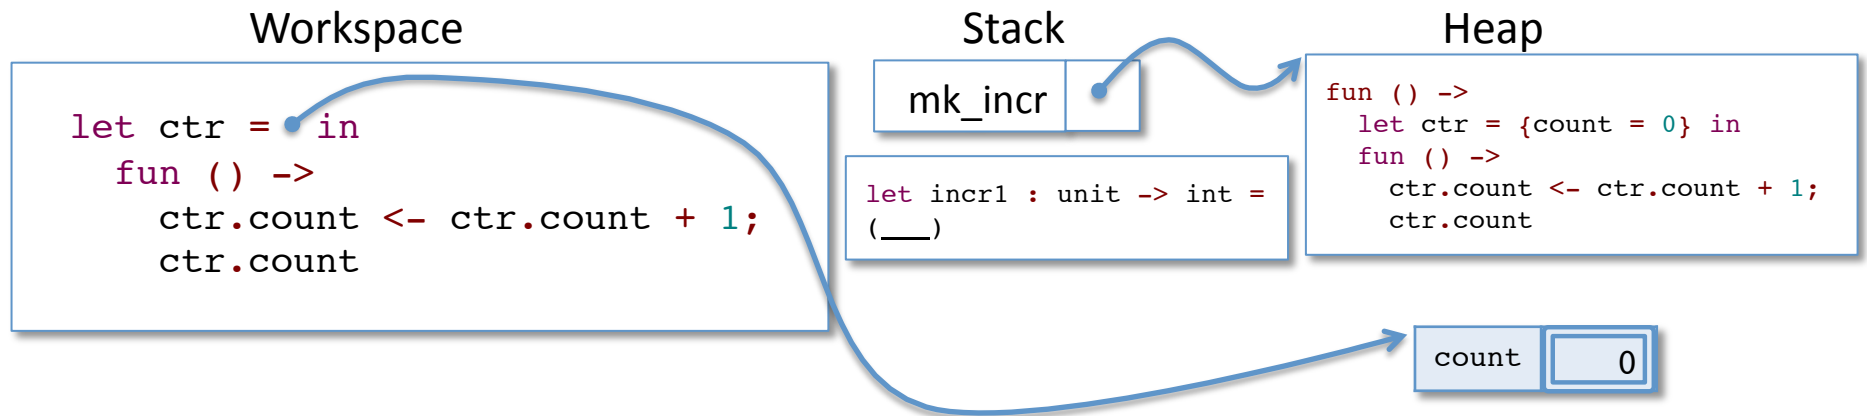 Workspace
let ctr = in
fun () ->
ctr.count <- ctr.count + 1;
ctr.count
Stack
mk_incr
let incr1 : unit -> int =
(___)
Heap
fun () ->
let ctr = {count = 0} in
fun () ->
ctr.count <- ctr.count + 1;
ctr.count
count 0